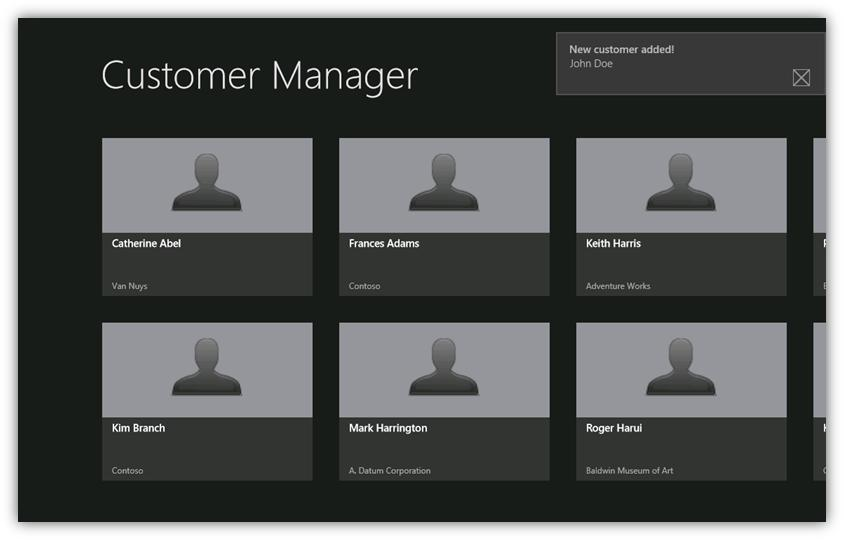 Customer Manager
New customer added!
John Doe
Catherine Abel
Van Nuys
Frances Adams
Contoso
Keith Harris
Adventure Works
Kim Branch
Contoso
Mark Harrington
A. Datum Corporation
Roger Harui
Baldwin Museum of Art